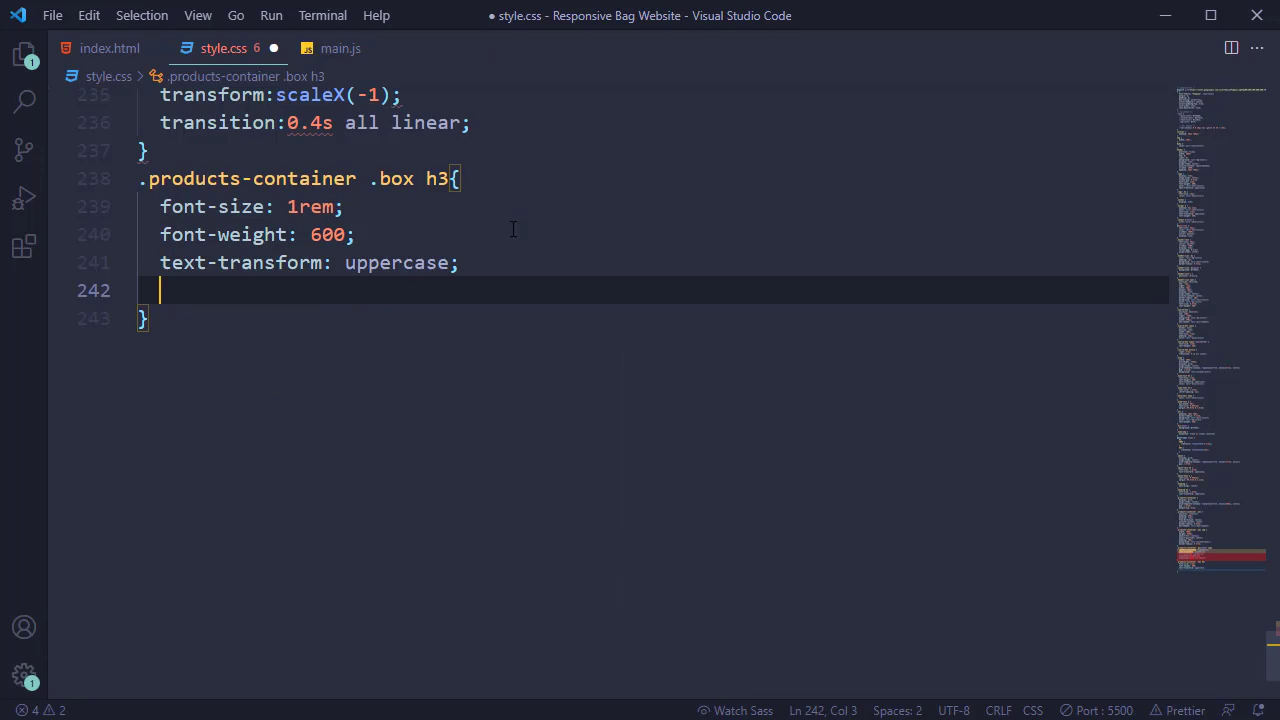 File Edit Selection View Go Run Terminal Help ● style.css - Responsive Bag Website - Visual Studio Code
index.html style.css 6 ● main.js
style.css > .products-container .box h3
235 transform:scaleX(-1);
236 transition:0.4s all linear;
237 }
238 .products-container .box h3{
239 font-size: 1rem;
240 font-weight: 600;
241 text-transform: uppercase;
242
243 }
1
1
4 2 Watch Sass Ln 242, Col 3 Spaces: 2 UTF-8 CRLF CSS Port : 5500 Prettier